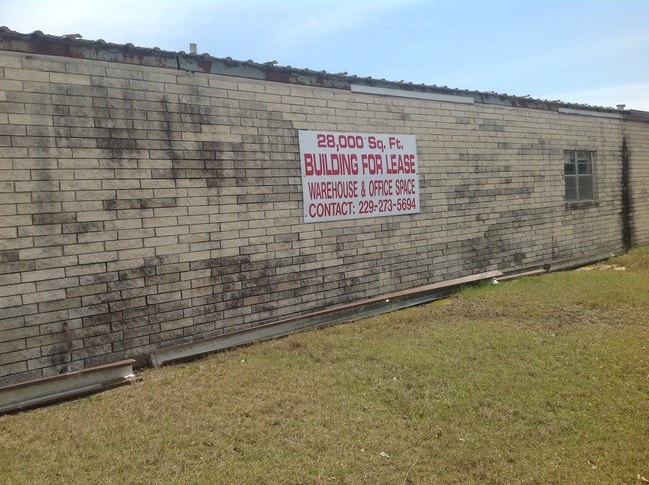 28,000 Sq. Ft.
BUILDING FOR LEASE
WAREHOUSE & OFFICE SPACE
CONTACT: 229-273-5694